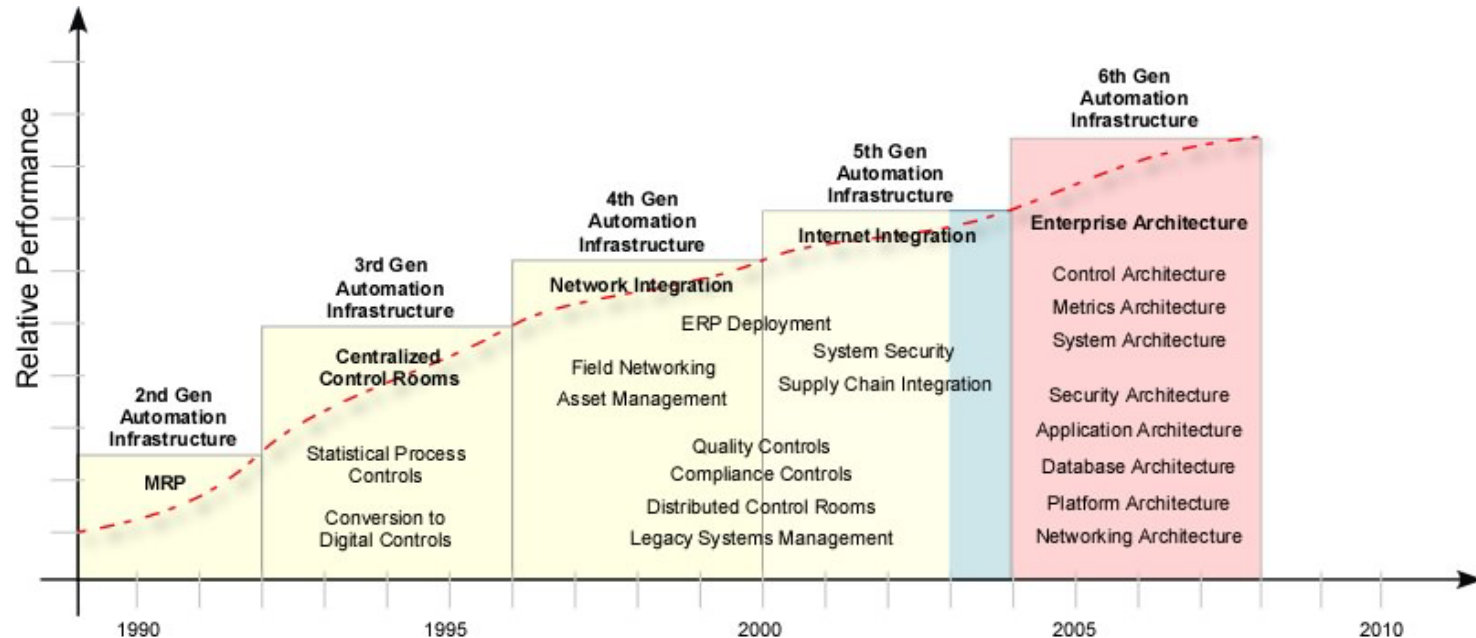 Relative Performance
2nd Gen
Automation
Infrastructure
MRP
3rd Gen
Automation
Infrastructure
Centralized
Control Rooms
Statistical Process
Controls
Conversion to
Digital Controls
4th Gen
Automation
Infrastructure
Network Integration
ERP Deployment
Field Networking
Asset Management
Quality Controls
Compliance Controls
Distributed Control Rooms
Legacy Systems Management
5th Gen
Automation
Infrastructure
Internet Integration
System Security
Supply Chain Integration
6th Gen
Automation
Infrastructure
Enterprise Architecture
Control Architecture
Metrics Architecture
System Architecture
Security Architecture
Application Architecture
Database Architecture
Platform Architecture
Networking Architecture
1990
1995
2000
2005
2010